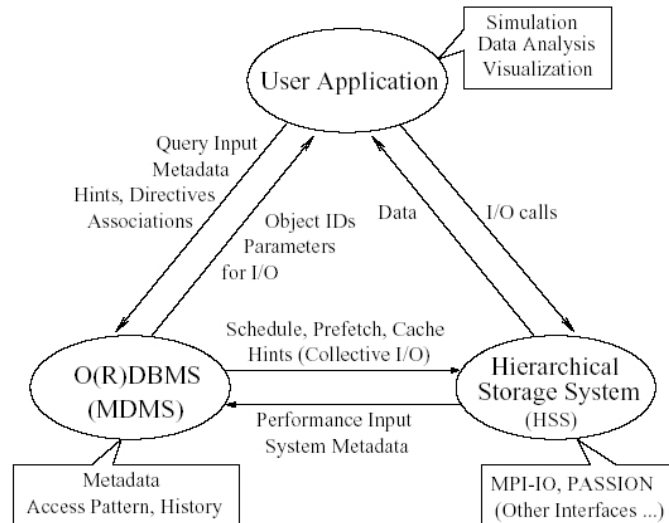 Simulation
Data Analysis
Visualization
User Application
Query Input
Metadata
Hints, Directives
Associations
Object IDs
Parameters
for I/O
Data
I/O calls
Schedule, Prefetch, Cache
Hints (Collective I/O)
O(R)DBMS
(MDMS)
Hierarchical
Storage System
(HSS)
Performance Input
System Metadata
Metadata
Access Pattern, History
MPI-IO, PASSION
(Other Interfaces ...)